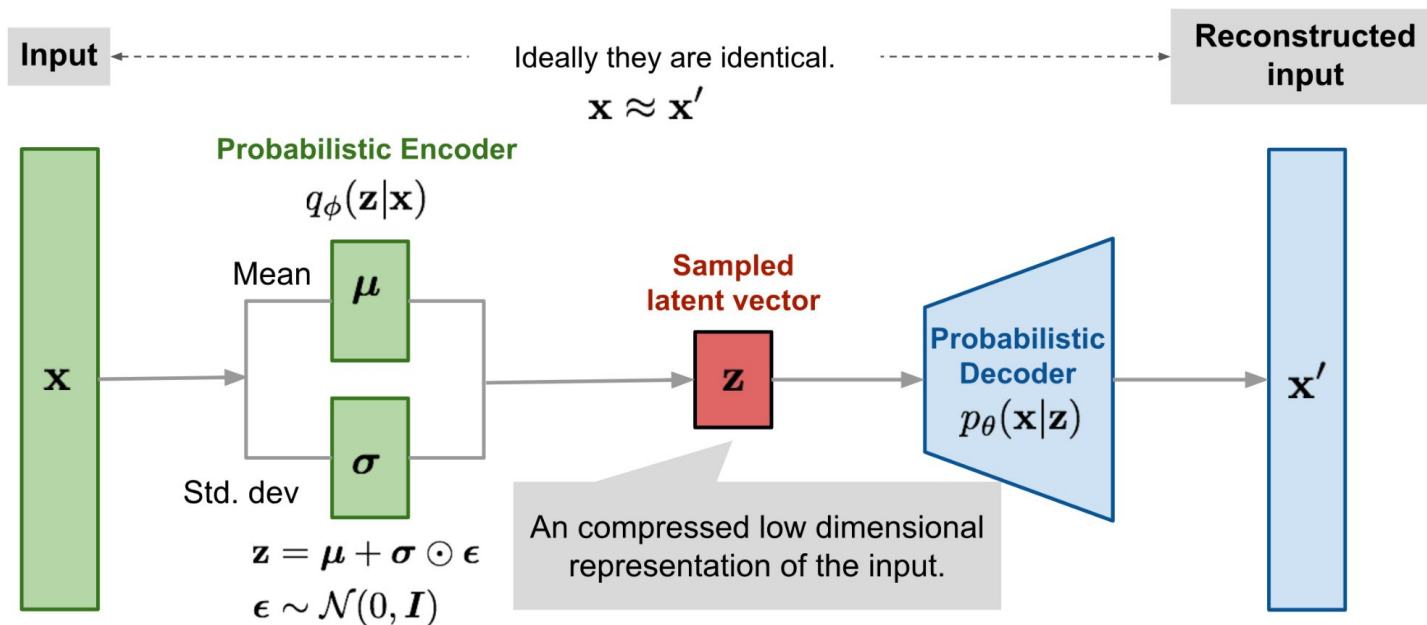 Input
Ideally they are identical.
x ≈ x′
Reconstructed
input
Probabilistic Encoder
qϕ(z|x)
Mean
μ
x
Std. dev
σ
z = μ + σ ⊙ ϵ
ϵ ∼ 𝒩(0, I)
Sampled
latent vector
z
An compressed low dimensional
representation of the input.
Probabilistic
Decoder
pθ(x|z)
x′